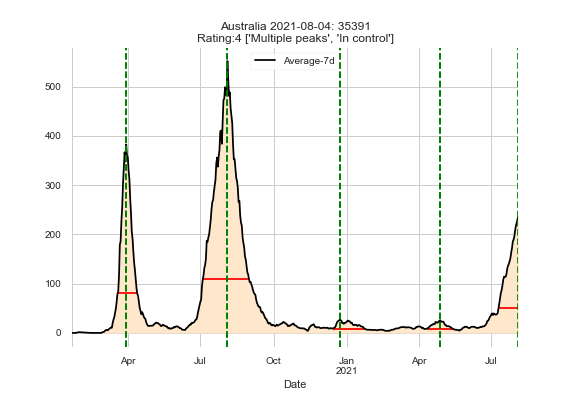 Australia 2021-08-04: 35391
Rating:4 ['Multiple peaks', 'In control']
Average-7d
500
400
300
200
100
0
Apr Jul Oct Jan Apr Jul
2021
Date